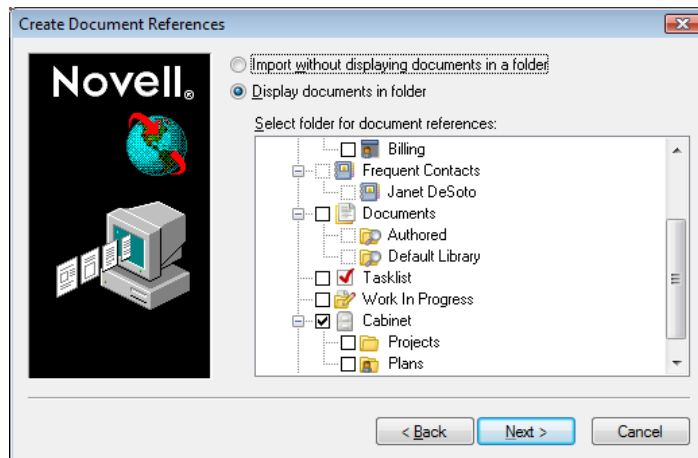 Create Document References
Novell®
Import without displaying documents in a folder
Display documents in folder
Select folder for document references:
Billing
Frequent Contacts
Janet DeSoto
Documents
Authored
Default Library
Tasklist
Work In Progress
Cabinet
Projects
Plans
< Back
Next >
Cancel